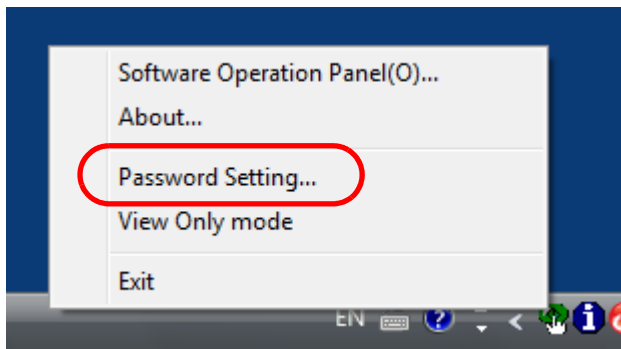 Software Operation Panel(O)...
About...
Password Setting...
View Only mode
Exit
EN ? < i